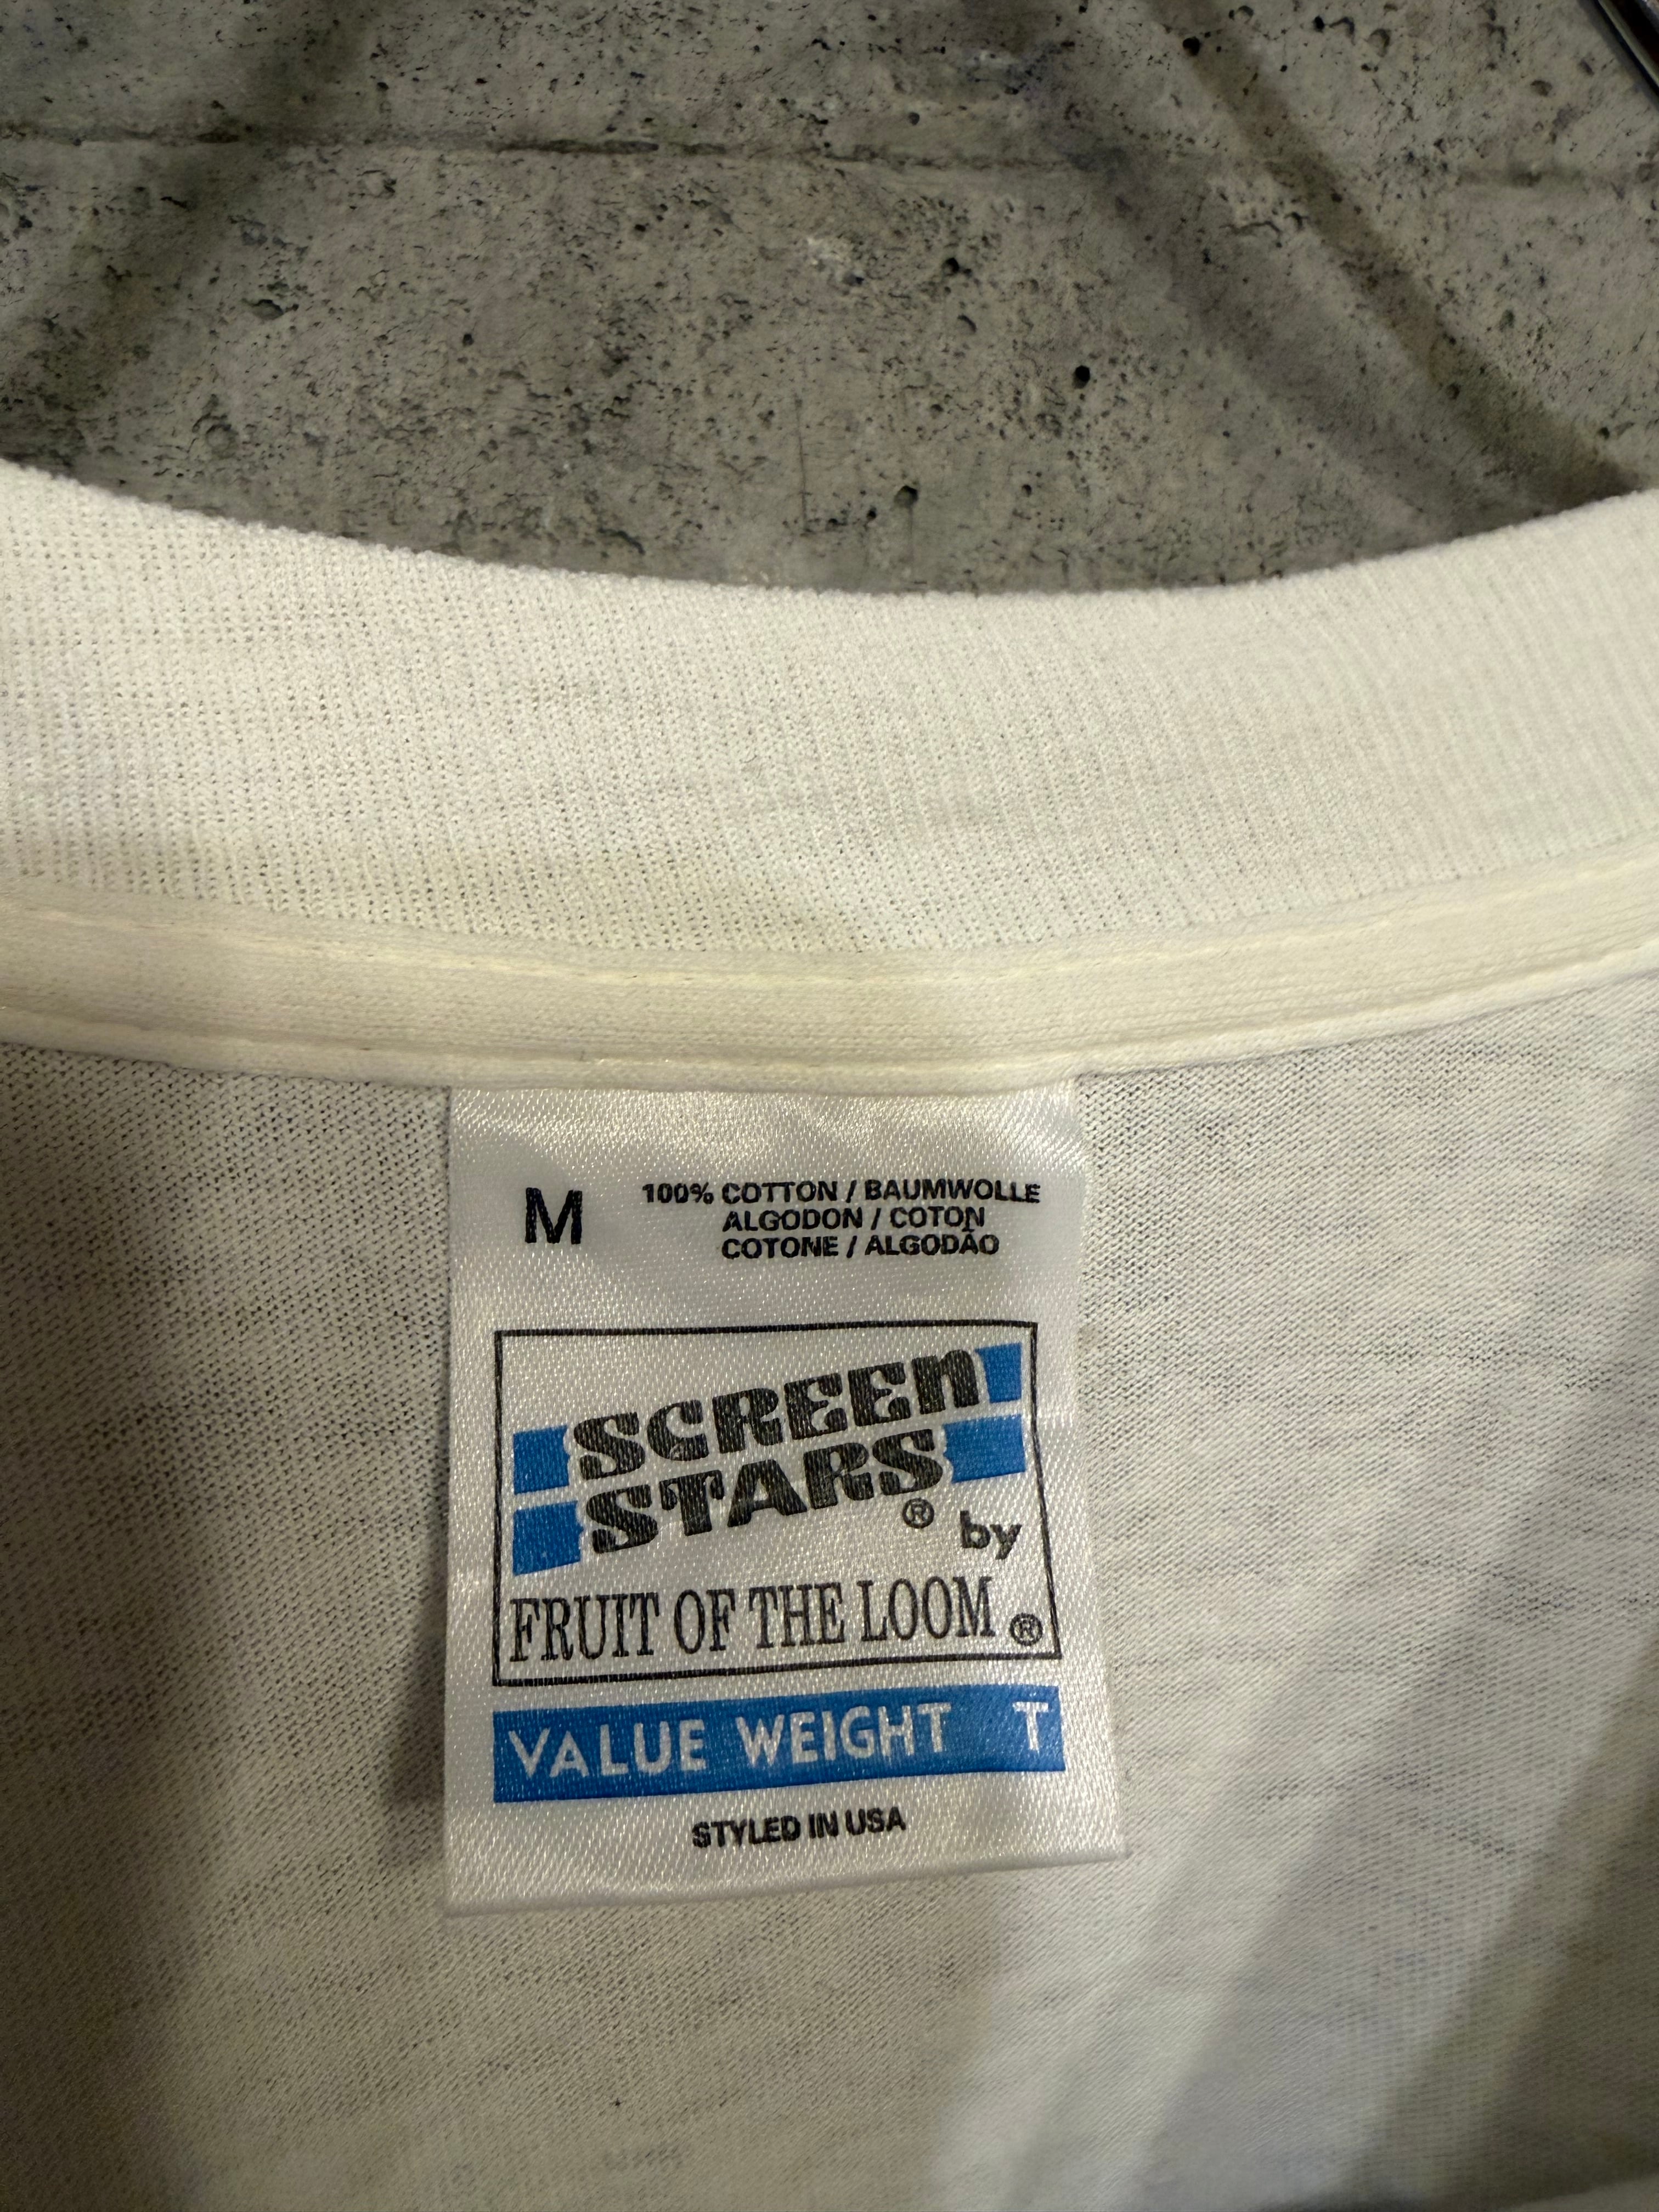 M
100% COTTON / BAUMWOLLE
ALGODON / COTON
COTONE / ALGODÃO
SCREEN
STARS® by
FRUIT OF THE LOOM®
VALUE WEIGHT T
STYLED IN USA